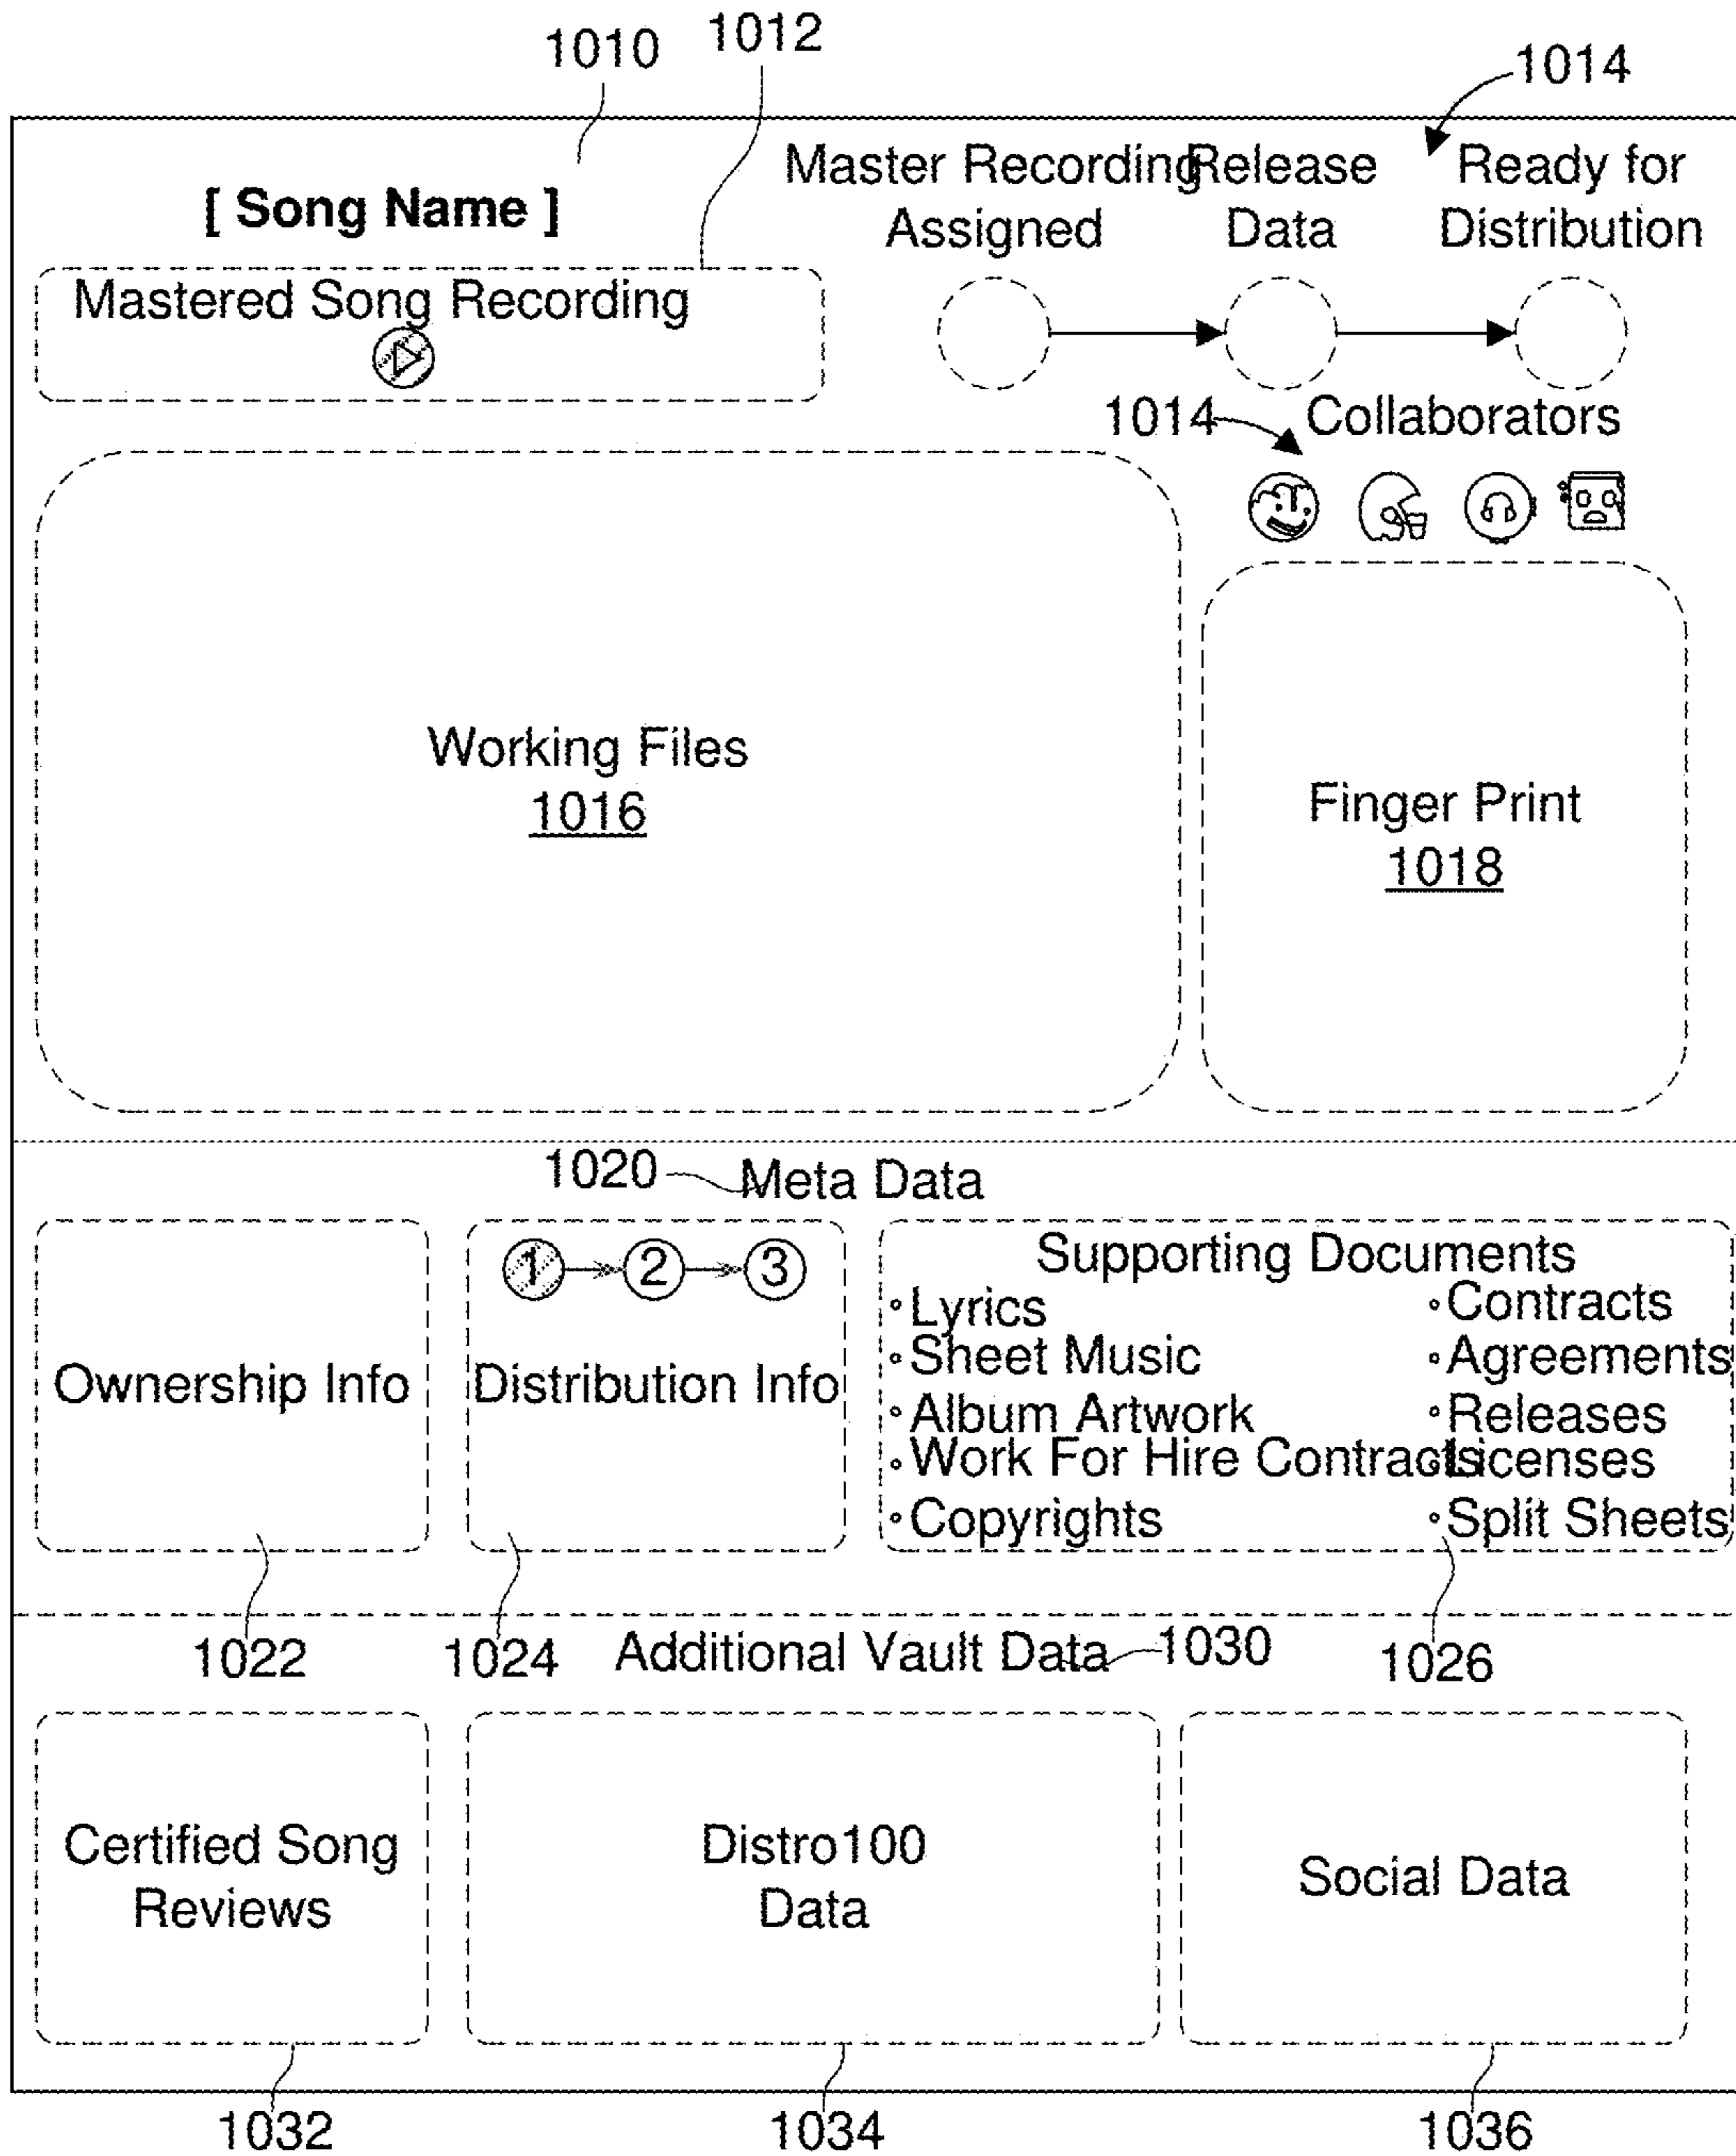 1010
1012
1014
[ Song Name ]
Master Recording
Assigned
Release
Data
Ready for
Distribution
Mastered Song Recording
1014
Collaborators
Working Files
1016
Finger Print
1018
1020
Meta Data
Ownership Info
1
2
3
Distribution Info
Supporting Documents
◦Lyrics
◦Sheet Music
◦Album Artwork
◦Work For Hire Contracts
◦Copyrights
◦Contracts
◦Agreements
◦Releases
◦Licenses
◦Split Sheets
1022
1024
1026
Additional Vault Data
1030
Certified Song
Reviews
Distro100
Data
Social Data
1032
1034
1036